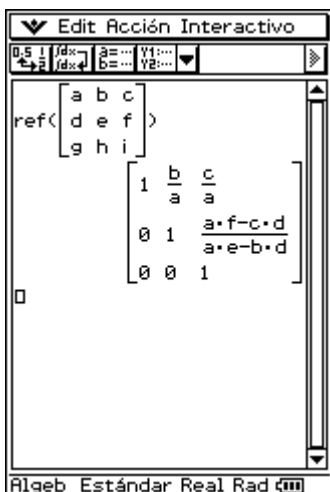 Edit Acción Interactivo
0.5 1 2 ∫dx ∫dx a=… b=… Y1:… Y2:…
a b c
ref( d e f )
g h i
1 b/a c/a
0 1 a·f-c·d/a·e-b·d
0 0 1
Algeb Estándar Real Rad